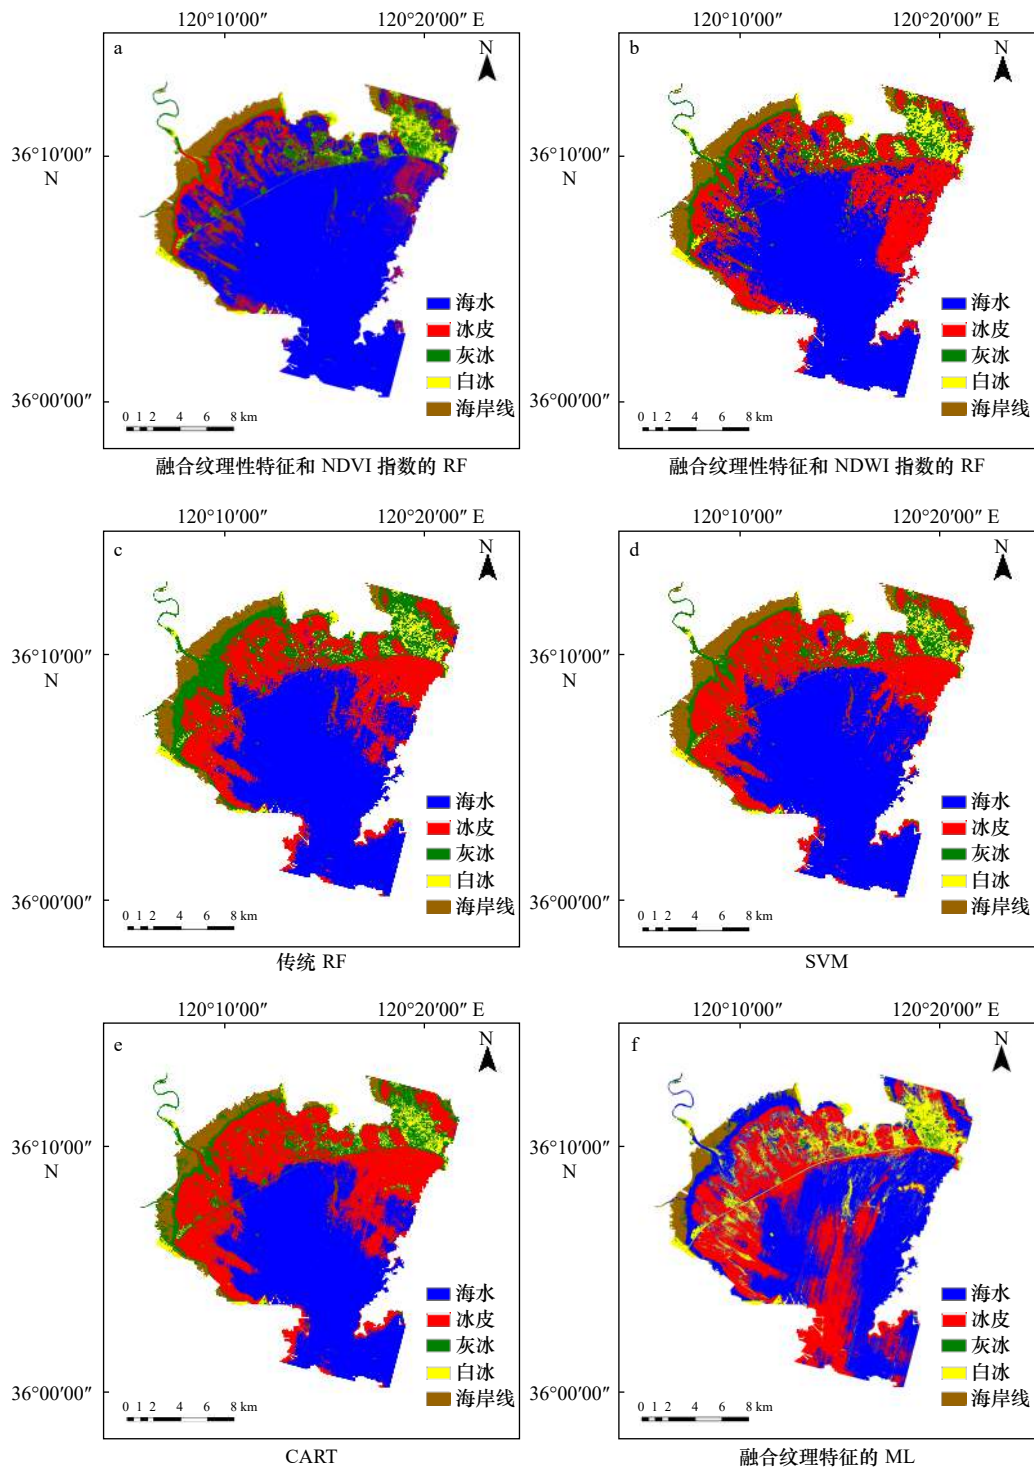 120°10′00″ 120°20′00″ E 120°10′00″ 120°20′00″ E
a N b N
36°10′00″ N 36°10′00″ N
海水 海水
冰皮 冰皮
灰冰 灰冰
白冰 白冰
36°00′00″ 海岸线 36°00′00″ 海岸线
0 1 2 4 6 8 km 0 1 2 4 6 8 km
融合纹理性特征和 NDVI 指数的 RF 融合纹理性特征和 NDWI 指数的 RF
120°10′00″ 120°20′00″ E 120°10′00″ 120°20′00″ E
c N d N
36°10′00″ N 36°10′00″ N
海水 海水
冰皮 冰皮
灰冰 灰冰
白冰 白冰
36°00′00″ 海岸线 36°00′00″ 海岸线
0 1 2 4 6 8 km 0 1 2 4 6 8 km
传统 RF SVM
120°10′00″ 120°20′00″ E 120°10′00″ 120°20′00″ E
e N f N
36°10′00″ N 36°10′00″ N
海水 海水
冰皮 冰皮
灰冰 灰冰
白冰 白冰
36°00′00″ 海岸线 36°00′00″ 海岸线
0 1 2 4 6 8 km 0 1 2 4 6 8 km
CART 融合纹理特征的 ML